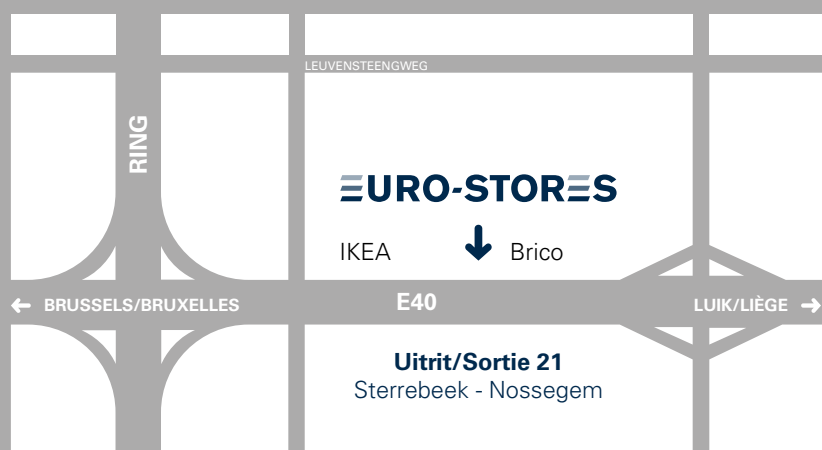 LEUVENSTEENGWEG
RING
EURO-STORES
IKEA
Brico
BRUSSELS/BRUXELLES
E40
LUIK/LIÈGE
Uitrit/Sortie 21
Sterrebeek - Nossegem